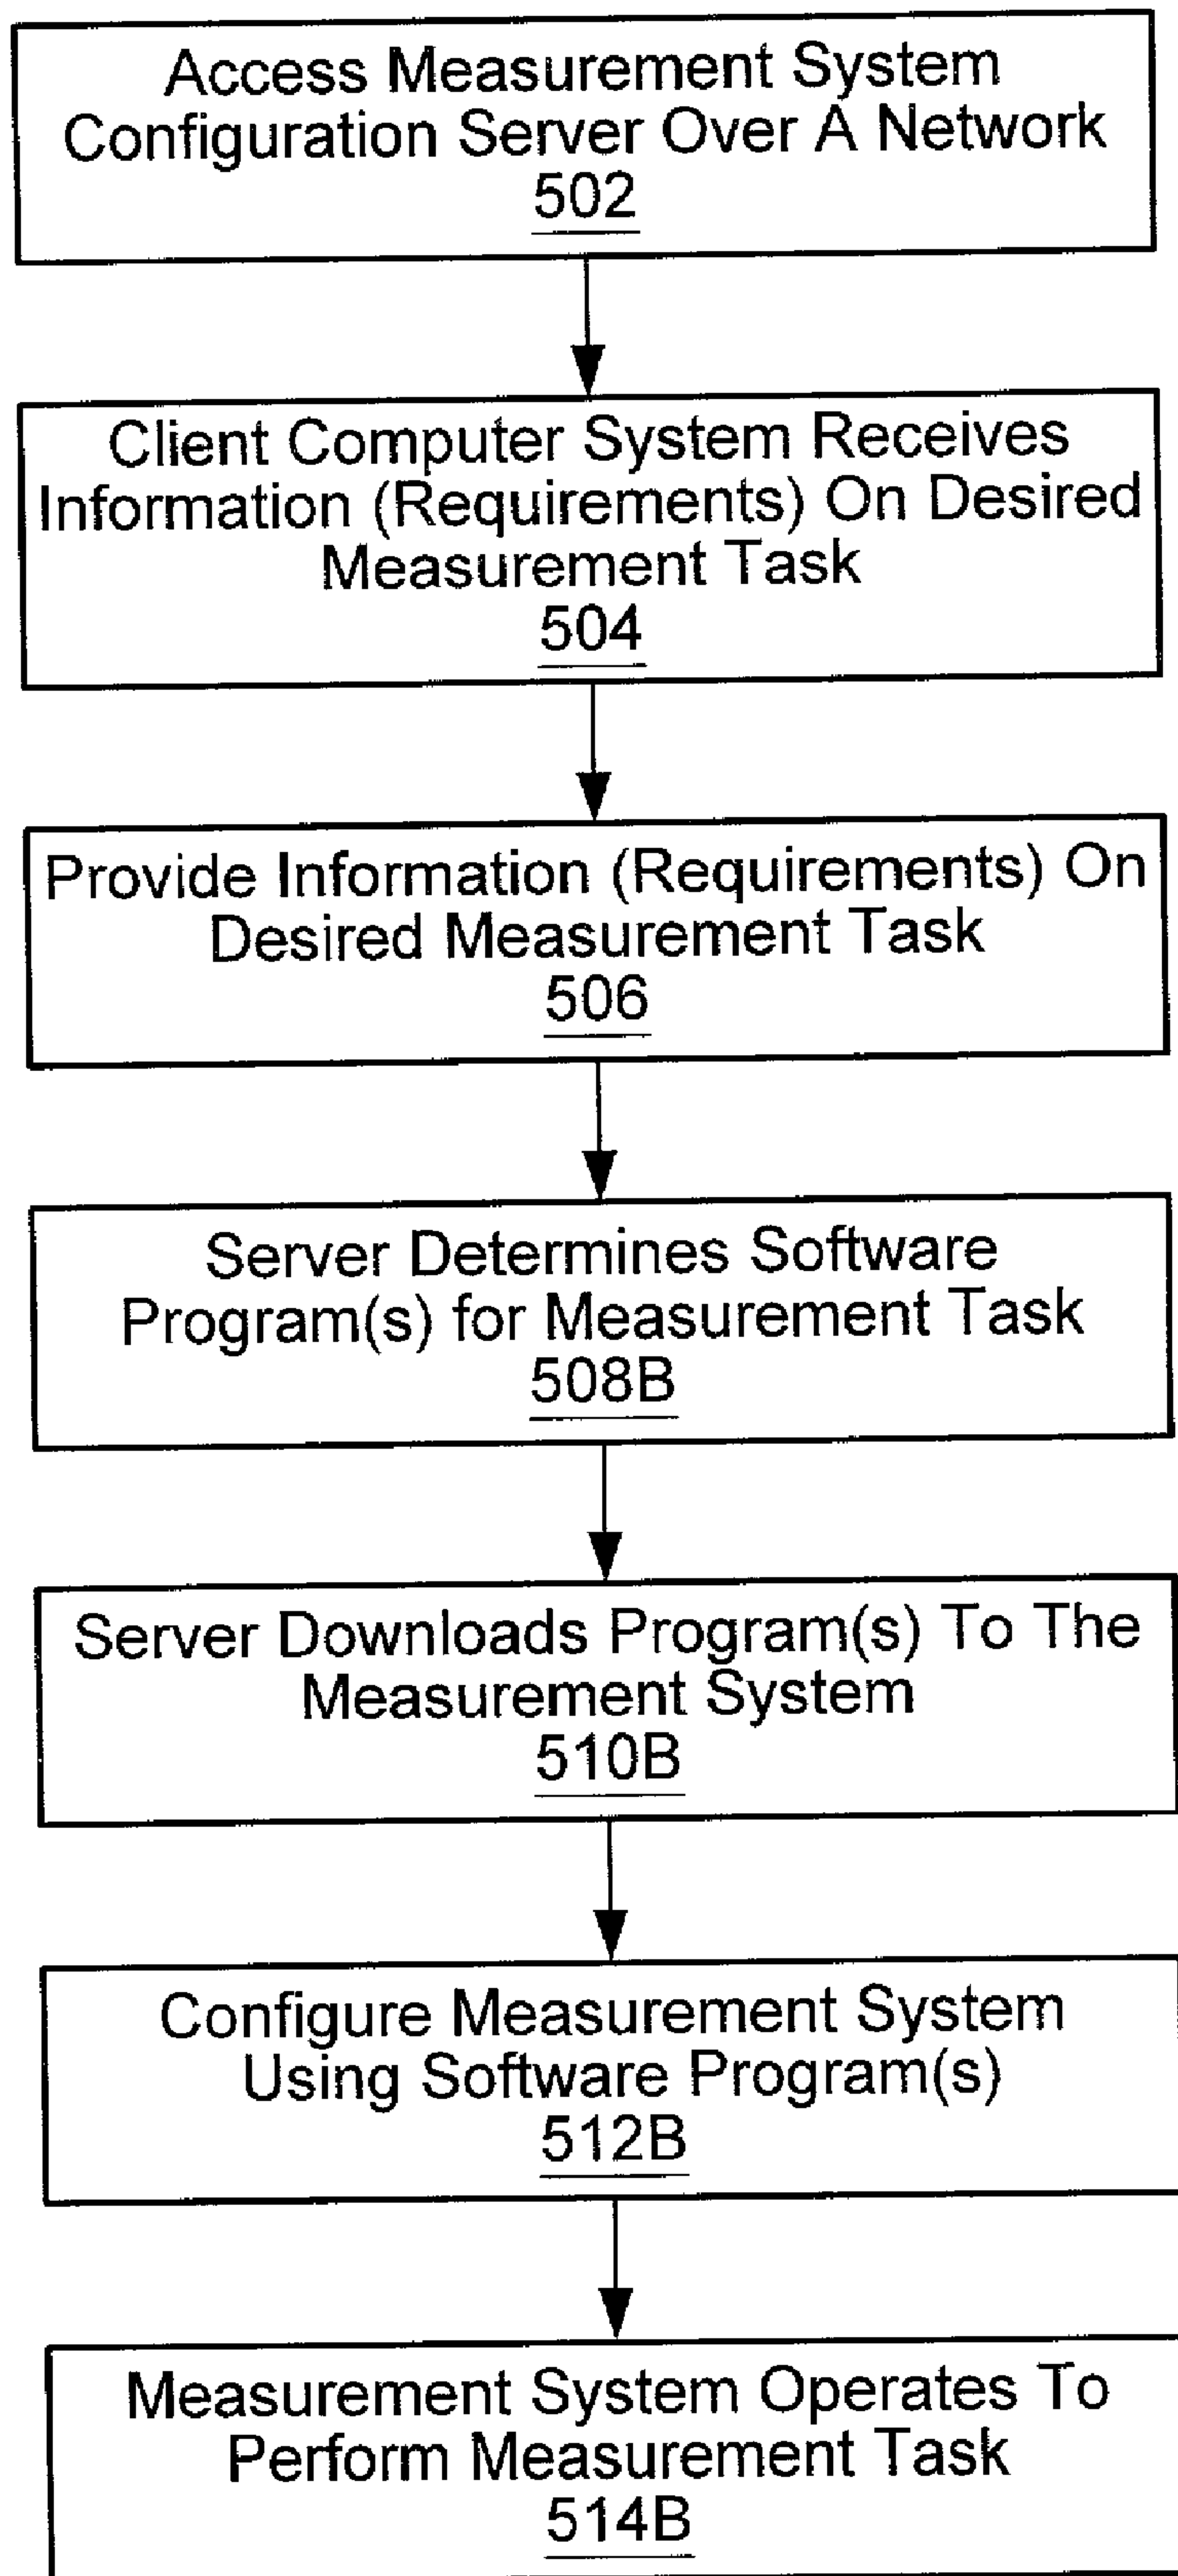 Access Measurement System
Configuration Server Over A Network
502
Client Computer System Receives
Information (Requirements) On Desired
Measurement Task
504
Provide Information (Requirements) On
Desired Measurement Task
506
Server Determines Software
Program(s) for Measurement Task
508B
Server Downloads Program(s) To The
Measurement System
510B
Configure Measurement System
Using Software Program(s)
512B
Measurement System Operates To
Perform Measurement Task
514B